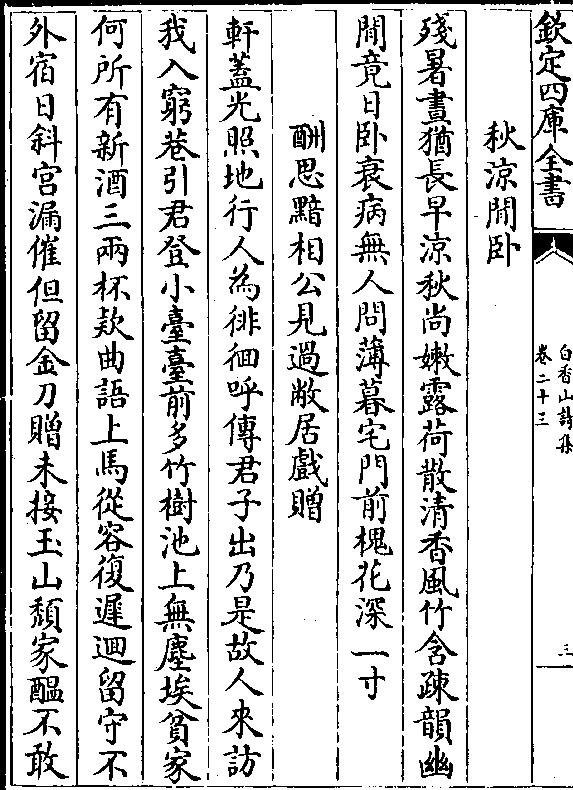 欽定四庫全書
白香山詩集
卷二十三
三
秋涼閒卧
殘暑晝猶長早涼秋尚嫩露荷散清香風竹含疎韻幽
閒竟日卧衰病無人問薄暮宅門前槐花深一寸
酬思黯相公見過敝居戲贈
軒蓋光照地行人為徘徊呼傳君子出乃是故人來訪
我入窮巷引君登小臺臺前多竹樹池上無塵埃貧家
何所有新酒三兩杯款曲語上馬從容復遲迴留守不
外宿日斜宮漏催但留金刀贈未接玉山頽家醞不敢